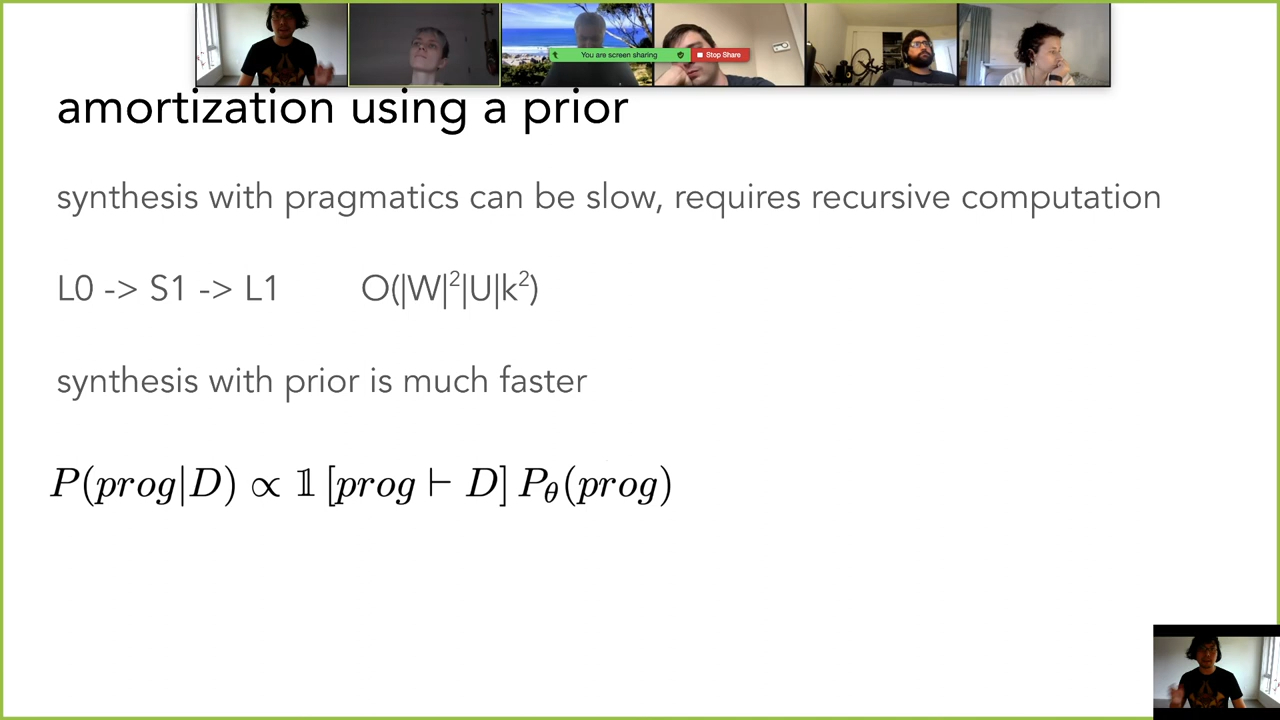 You are screen sharing Stop Share
amortization using a prior
synthesis with pragmatics can be slow, requires recursive computation
L0 -> S1 -> L1 O(|W|²|U|k²)
synthesis with prior is much faster
P(prog|D) ∝ 𝟙 [prog ⊢ D] P_θ(prog)